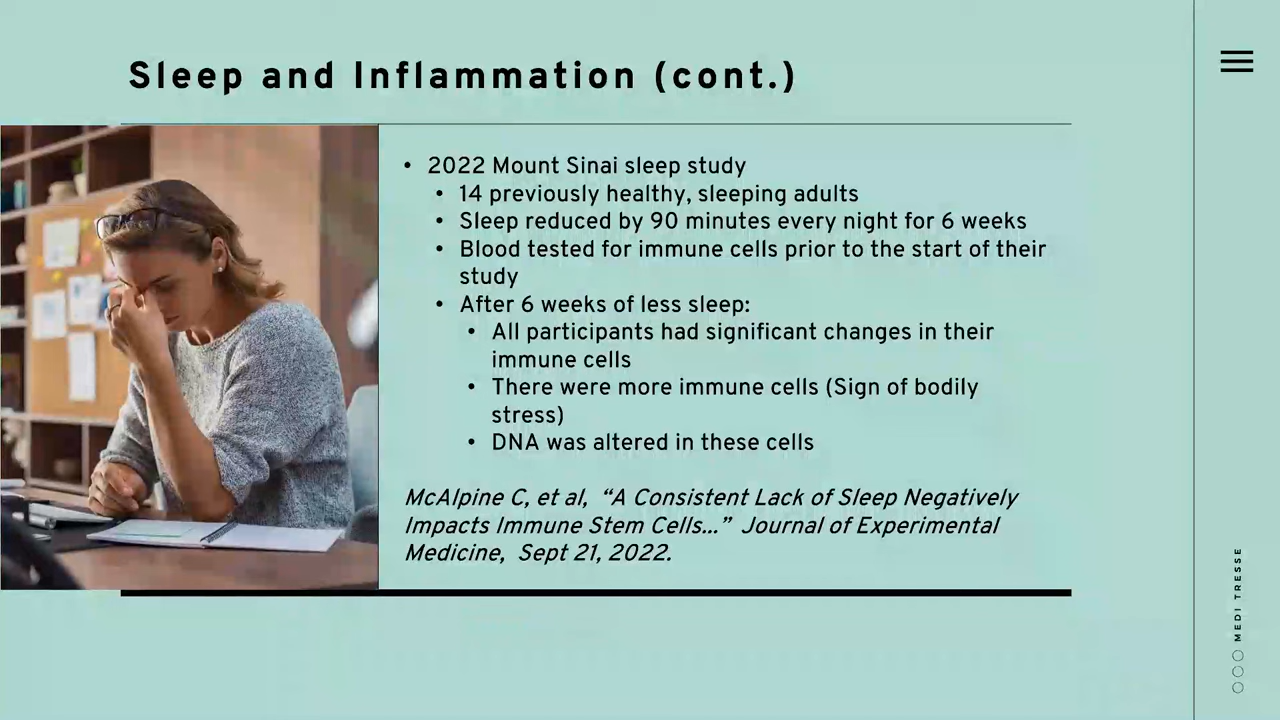 Sleep and Inflammation (cont.)
• 2022 Mount Sinai sleep study
• 14 previously healthy, sleeping adults
• Sleep reduced by 90 minutes every night for 6 weeks
• Blood tested for immune cells prior to the start of their
study
• After 6 weeks of less sleep:
• All participants had significant changes in their
immune cells
• There were more immune cells (Sign of bodily
stress)
• DNA was altered in these cells
McAlpine C, et al, “A Consistent Lack of Sleep Negatively
Impacts Immune Stem Cells...” Journal of Experimental
Medicine, Sept 21, 2022.
MEDI TRESSE